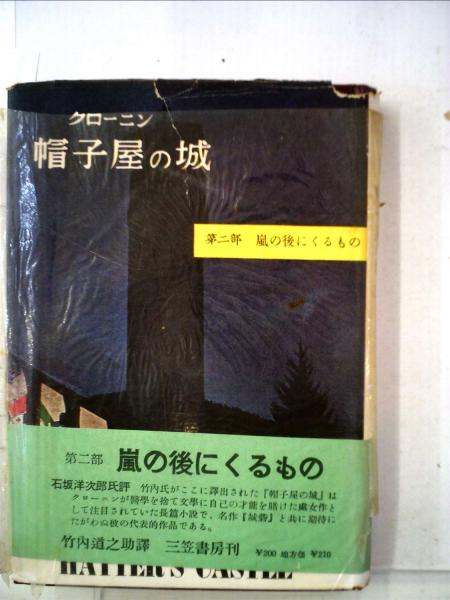 クローニン
帽子屋の城
第二部 嵐の後にくるもの
第二部 嵐の後にくるもの
石坂洋次郎氏評 竹内氏がここに譯出された『帽子屋の城』は
クローニンが醫學を捨て文學に自己の才能を賭けた處女作と
して注目されていた長篇小説で、名作『城砦』と共に期待に
たがわぬ彼の代表的作品である。
竹内道之助譯 三笠書房刊 ¥200 地方価 ¥210
HATTER'S CASTLE